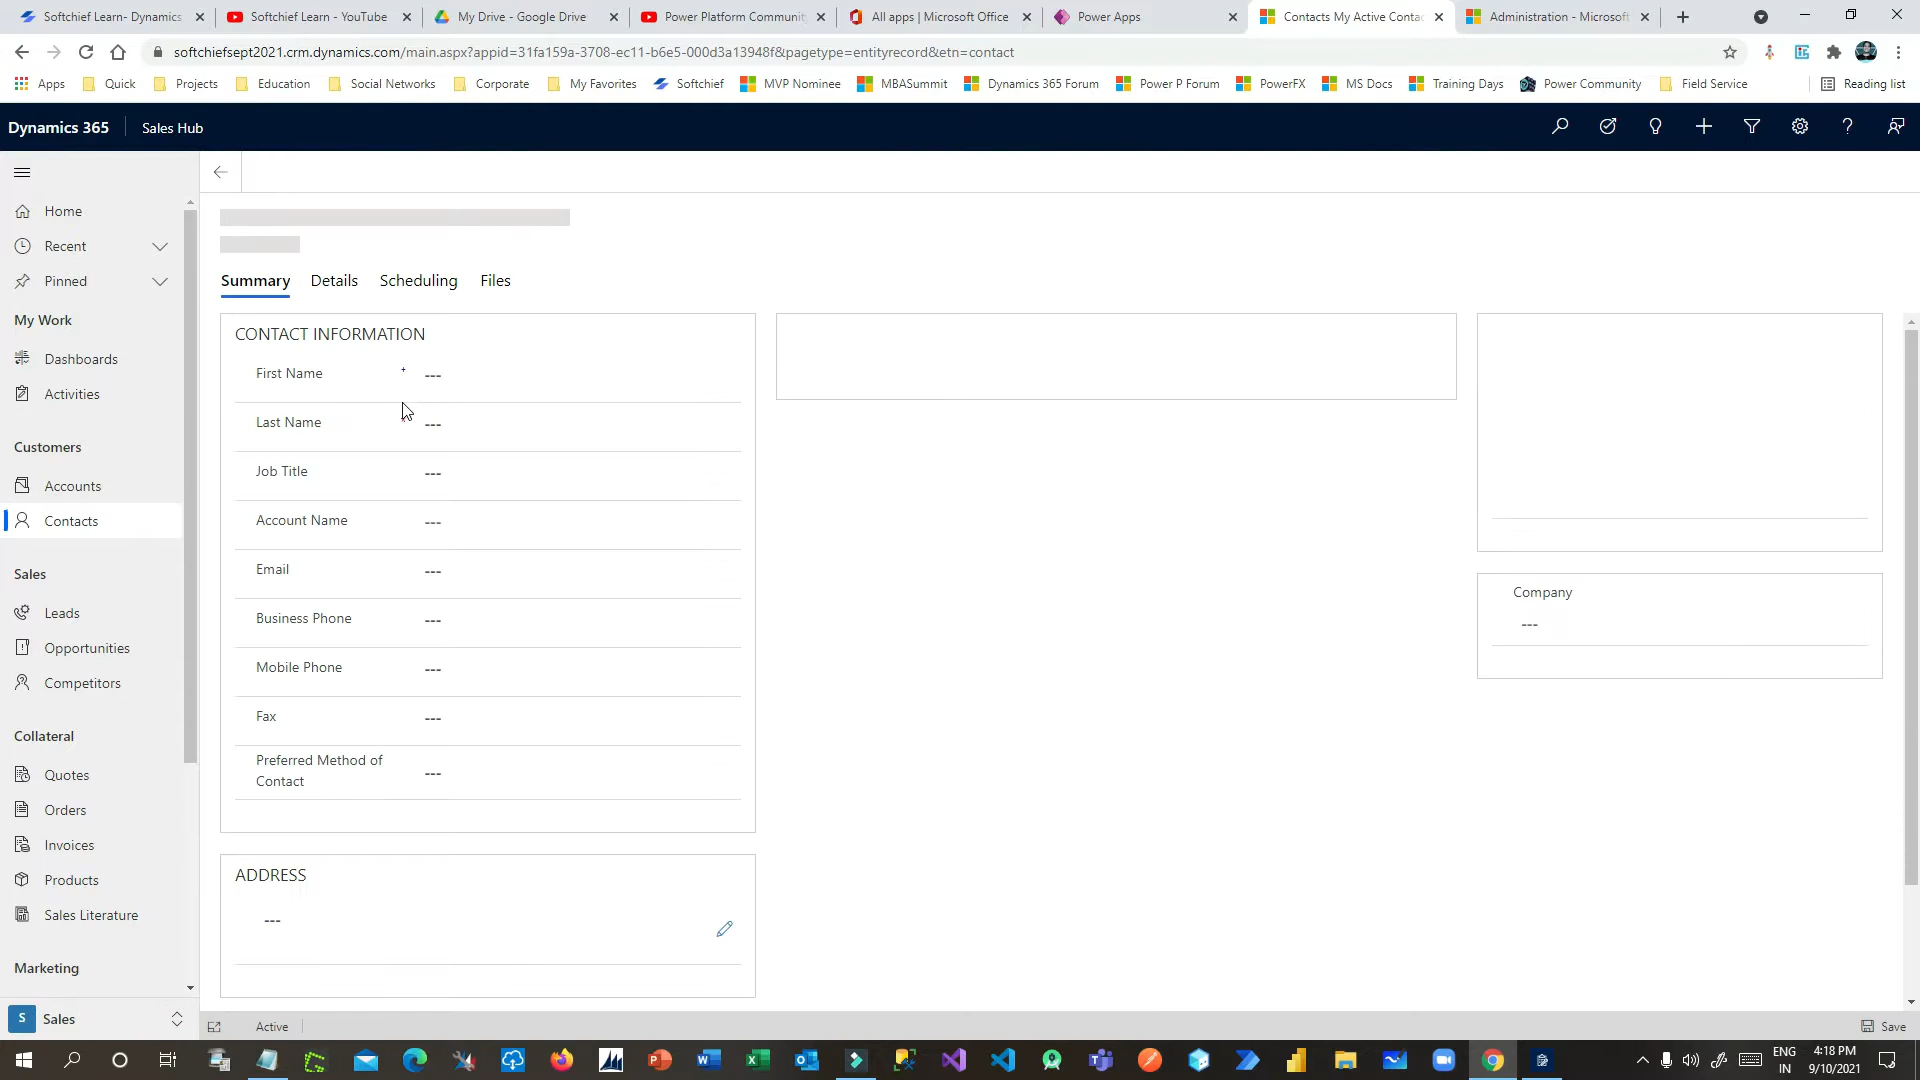 Softchief Learn- Dynamics
Softchief Learn - YouTube
My Drive - Google Drive
Power Platform Communit
All apps | Microsoft Office
Power Apps
Contacts My Active Contac
Administration - Microsoft
softchiefsept2021.crm.dynamics.com/main.aspx?appid=31fa159a-3708-ec11-b6e5-000d3a13948f&pagetype=entityrecord&etn=contact
Apps
Quick
Projects
Education
Social Networks
Corporate
My Favorites
Softchief
MVP Nominee
MBASummit
Dynamics 365 Forum
Power P Forum
PowerFX
MS Docs
Training Days
Power Community
Field Service
Reading list
Dynamics 365
Sales Hub
Home
Recent
Pinned
My Work
Dashboards
Activities
Customers
Accounts
Contacts
Sales
Leads
Opportunities
Competitors
Collateral
Quotes
Orders
Invoices
Products
Sales Literature
Marketing
S Sales
Summary
Details
Scheduling
Files
CONTACT INFORMATION
First Name + ---
Last Name ---
Job Title ---
Account Name ---
Email ---
Business Phone ---
Mobile Phone ---
Fax ---
Preferred Method of
Contact ---
ADDRESS
---
Company
---
Active
Save
ENG
IN
4:18 PM
9/10/2021